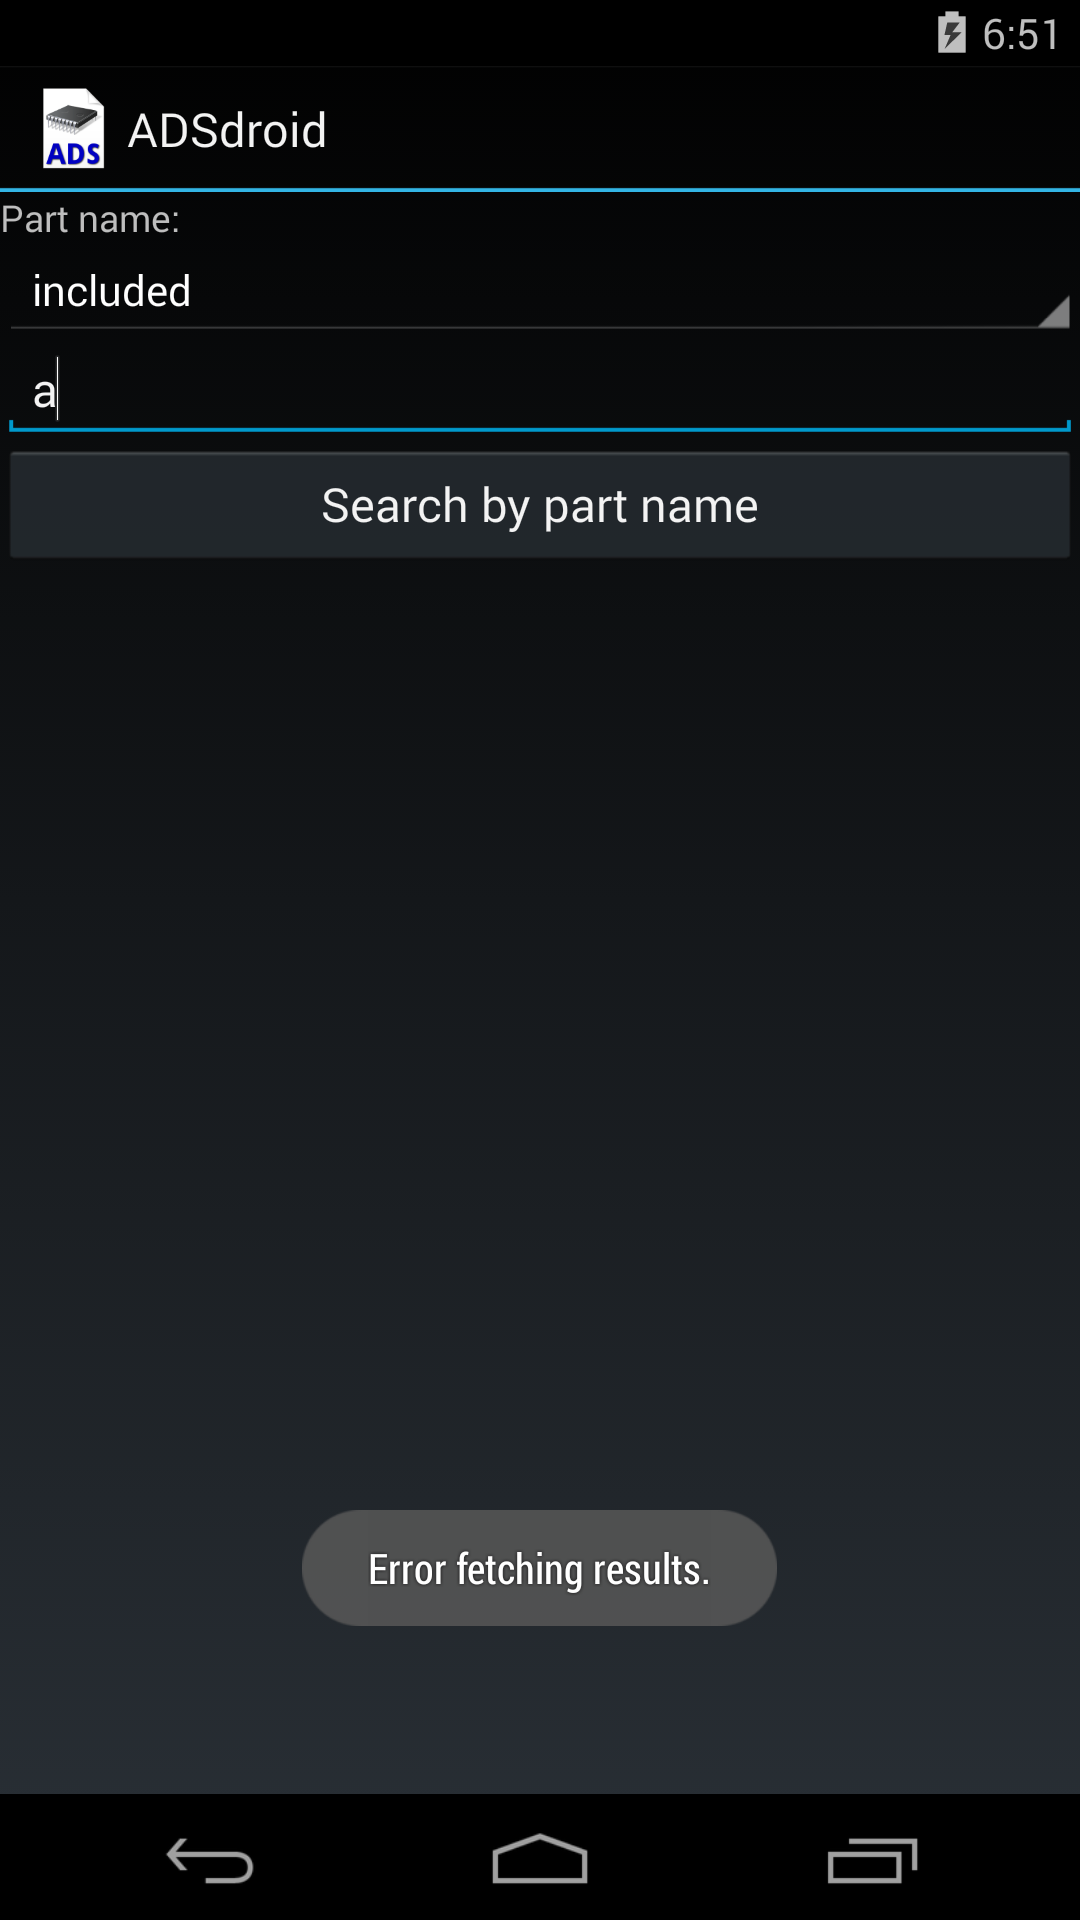 6:51
ADS
ADSdroid
Part name:
included
a
Search by part name
Error fetching results.